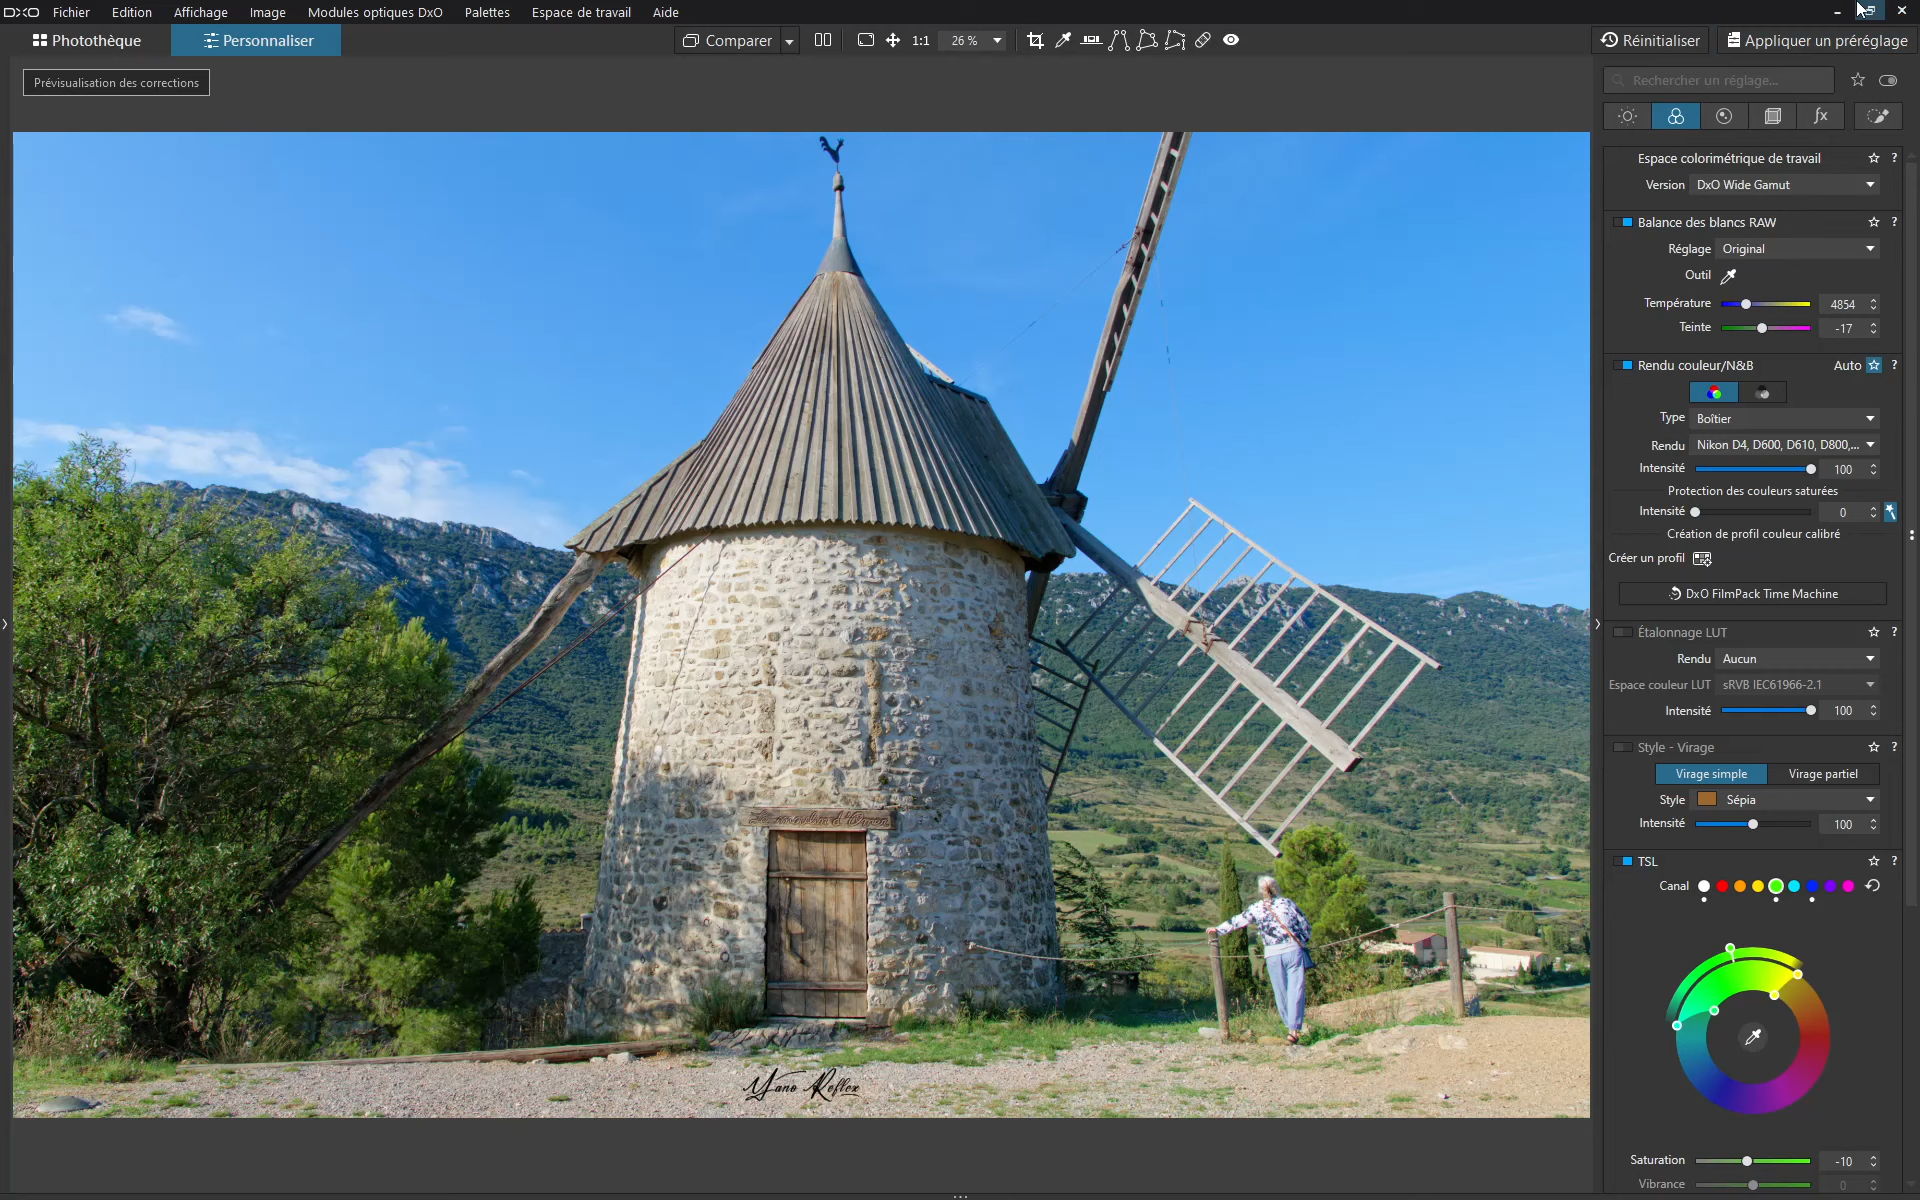 DXO Fichier Edition Affichage Image Modules optiques DxO Palettes Espace de travail Aide
Photothèque Personnaliser Comparer 1:1 26 % Réinitialiser Appliquer un préréglage
Prévisualisation des corrections
Rechercher un réglage...
fx
Espace colorimétrique de travail ?
Version DxO Wide Gamut
Balance des blancs RAW ?
Réglage Original
Outil
Température 4854
Teinte -17
Rendu couleur/N&B Auto ?
Type Boîtier
Rendu Nikon D4, D600, D610, D800,...
Intensité 100
Protection des couleurs saturées
Intensité 0
Création de profil couleur calibré
Créer un profil
DxO FilmPack Time Machine
Étalonnage LUT ?
Rendu Aucun
Espace couleur LUT sRVB IEC61966-2.1
Intensité 100
Style - Virage ?
Virage simple Virage partiel
Style Sépia
Intensité 100
TSL ?
Canal
Saturation -10
Vibrance 0
Yano Reflex